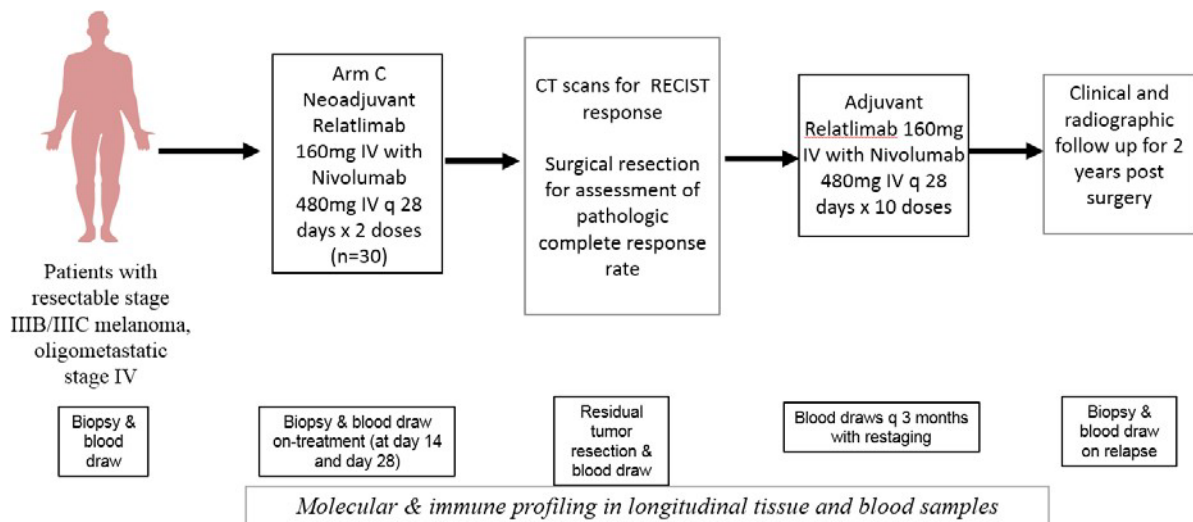 Patients with
resectable stage
IIIB/IIIC melanoma,
oligometastatic
stage IV
Arm C
Neoadjuvant
Relatlimab
160mg IV with
Nivolumab
480mg IV q 28
days x 2 doses
(n=30)
CT scans for RECIST
response
Surgical resection
for assessment of
pathologic
complete response
rate
Adjuvant
Relatlimab 160mg
IV with Nivolumab
480mg IV q 28
days x 10 doses
Clinical and
radiographic
follow up for 2
years post
surgery
Biopsy &
blood
draw
Biopsy & blood draw
on-treatment (at day 14
and day 28)
Residual
tumor
resection &
blood draw
Blood draws q 3 months
with restaging
Biopsy &
blood draw
on relapse
Molecular & immune profiling in longitudinal tissue and blood samples